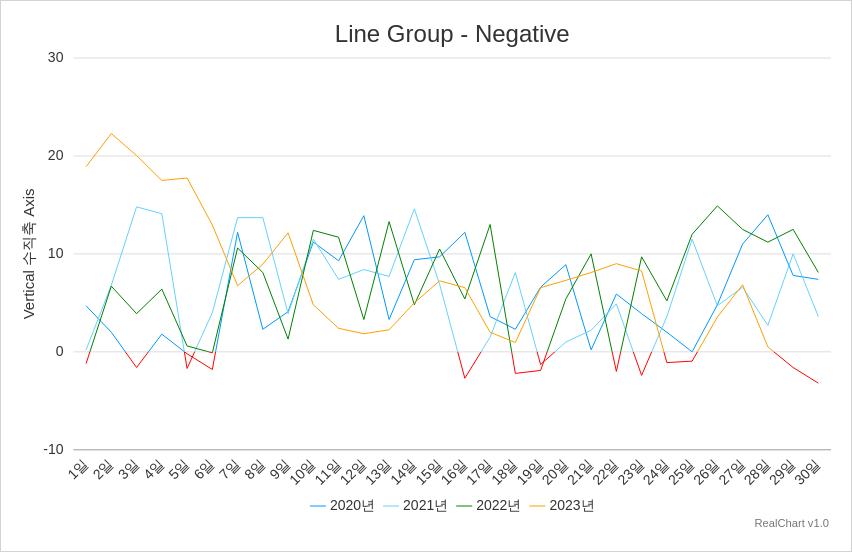 Line Group - Negative
Vertical 수직축 Axis
30
20
10
0
-10
1일 2일 3일 4일 5일 6일 7일 8일 9일 10일 11일 12일 13일 14일 15일 16일 17일 18일 19일 20일 21일 22일 23일 24일 25일 26일 27일 28일 29일 30일
2020년 2021년 2022년 2023년
RealChart v1.0